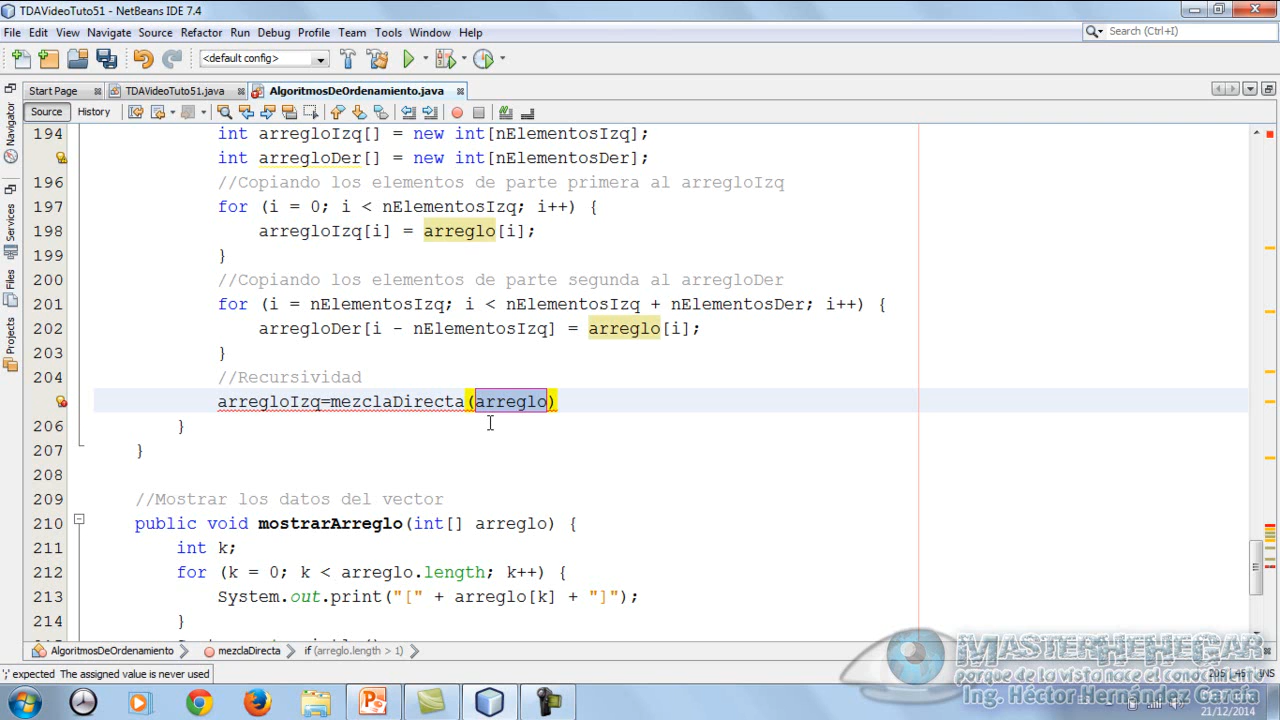 TDAVideoTuto51 - NetBeans IDE 7.4
File Edit View Navigate Source Refactor Run Debug Profile Team Tools Window Help
Search (Ctrl+I)
<default config>
Start Page TDAVideoTuto51.java AlgoritmosDeOrdenamiento.java
Source History
Navigator
Services
Files
Projects
194 int arregloIzq[] = new int[nElementosIzq];
int arregloDer[] = new int[nElementosDer];
196 //Copiando los elementos de parte primera al arregloIzq
197 for (i = 0; i < nElementosIzq; i++) {
198 arregloIzq[i] = arreglo[i];
199 }
200 //Copiando los elementos de parte segunda al arregloDer
201 for (i = nElementosIzq; i < nElementosIzq + nElementosDer; i++) {
202 arregloDer[i - nElementosIzq] = arreglo[i];
203 }
204 //Recursividad
arregloIzq=mezclaDirecta(arreglo)
206 }
207 }
208
209 //Mostrar los datos del vector
210 public void mostrarArreglo(int[] arreglo) {
211 int k;
212 for (k = 0; k < arreglo.length; k++) {
213 System.out.print("[" + arreglo[k] + "]");
214 }
AlgoritmosDeOrdenamiento mezclaDirecta if (arreglo.length > 1)
';' expected The assigned value is never used
INS
MASTERHEHEGAR
porque de la vista nace el conocimiento
Ing. Héctor Hernández García
21/12/2014